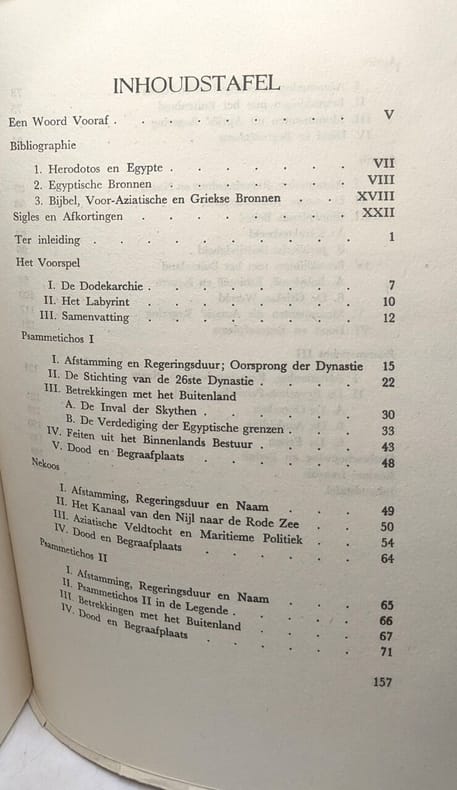 INHOUDSTAFEL
Een Woord Vooraf . . . . . . . . . V
Bibliographie
1. Herodotos en Egypte . . . . . . . VII
2. Egyptische Bronnen . . . . . . . VIII
3. Bijbel, Voor-Aziatische en Griekse Bronnen . . XVIII
Sigles en Afkortingen . . . . . . . . XXII
Ter inleiding . . . . . . . . . . 1
Het Voorspel
I. De Dodekarchie . . . . . . . . 7
II. Het Labyrint . . . . . . . . 10
III. Samenvatting . . . . . . . . 12
Psammetichos I
I. Afstamming en Regeringsduur; Oorsprong der Dynastie 15
II. De Stichting van de 26ste Dynastie . . . . 22
III. Betrekkingen met het Buitenland
A. De Inval der Skythen . . . . . . 30
B. De Verdediging der Egyptische grenzen . . . 33
IV. Feiten uit het Binnenlands Bestuur . . . . 43
V. Dood en Begraafplaats . . . . . . 48
Nekoos
I. Afstamming, Regeringsduur en Naam . . . 49
II. Het Kanaal van den Nijl naar de Rode Zee . . 50
III. Aziatische Veldtocht en Maritieme Politiek . . 54
IV. Dood en Begraafplaats . . . . . . 64
Psammetichos II
I. Afstamming, Regeringsduur en Naam . . . 65
II. Psammetichos II in de Legende . . . . . 66
III. Betrekkingen met het Buitenland . . . . 67
IV. Dood en Begraafplaats . . . . . . 71
157